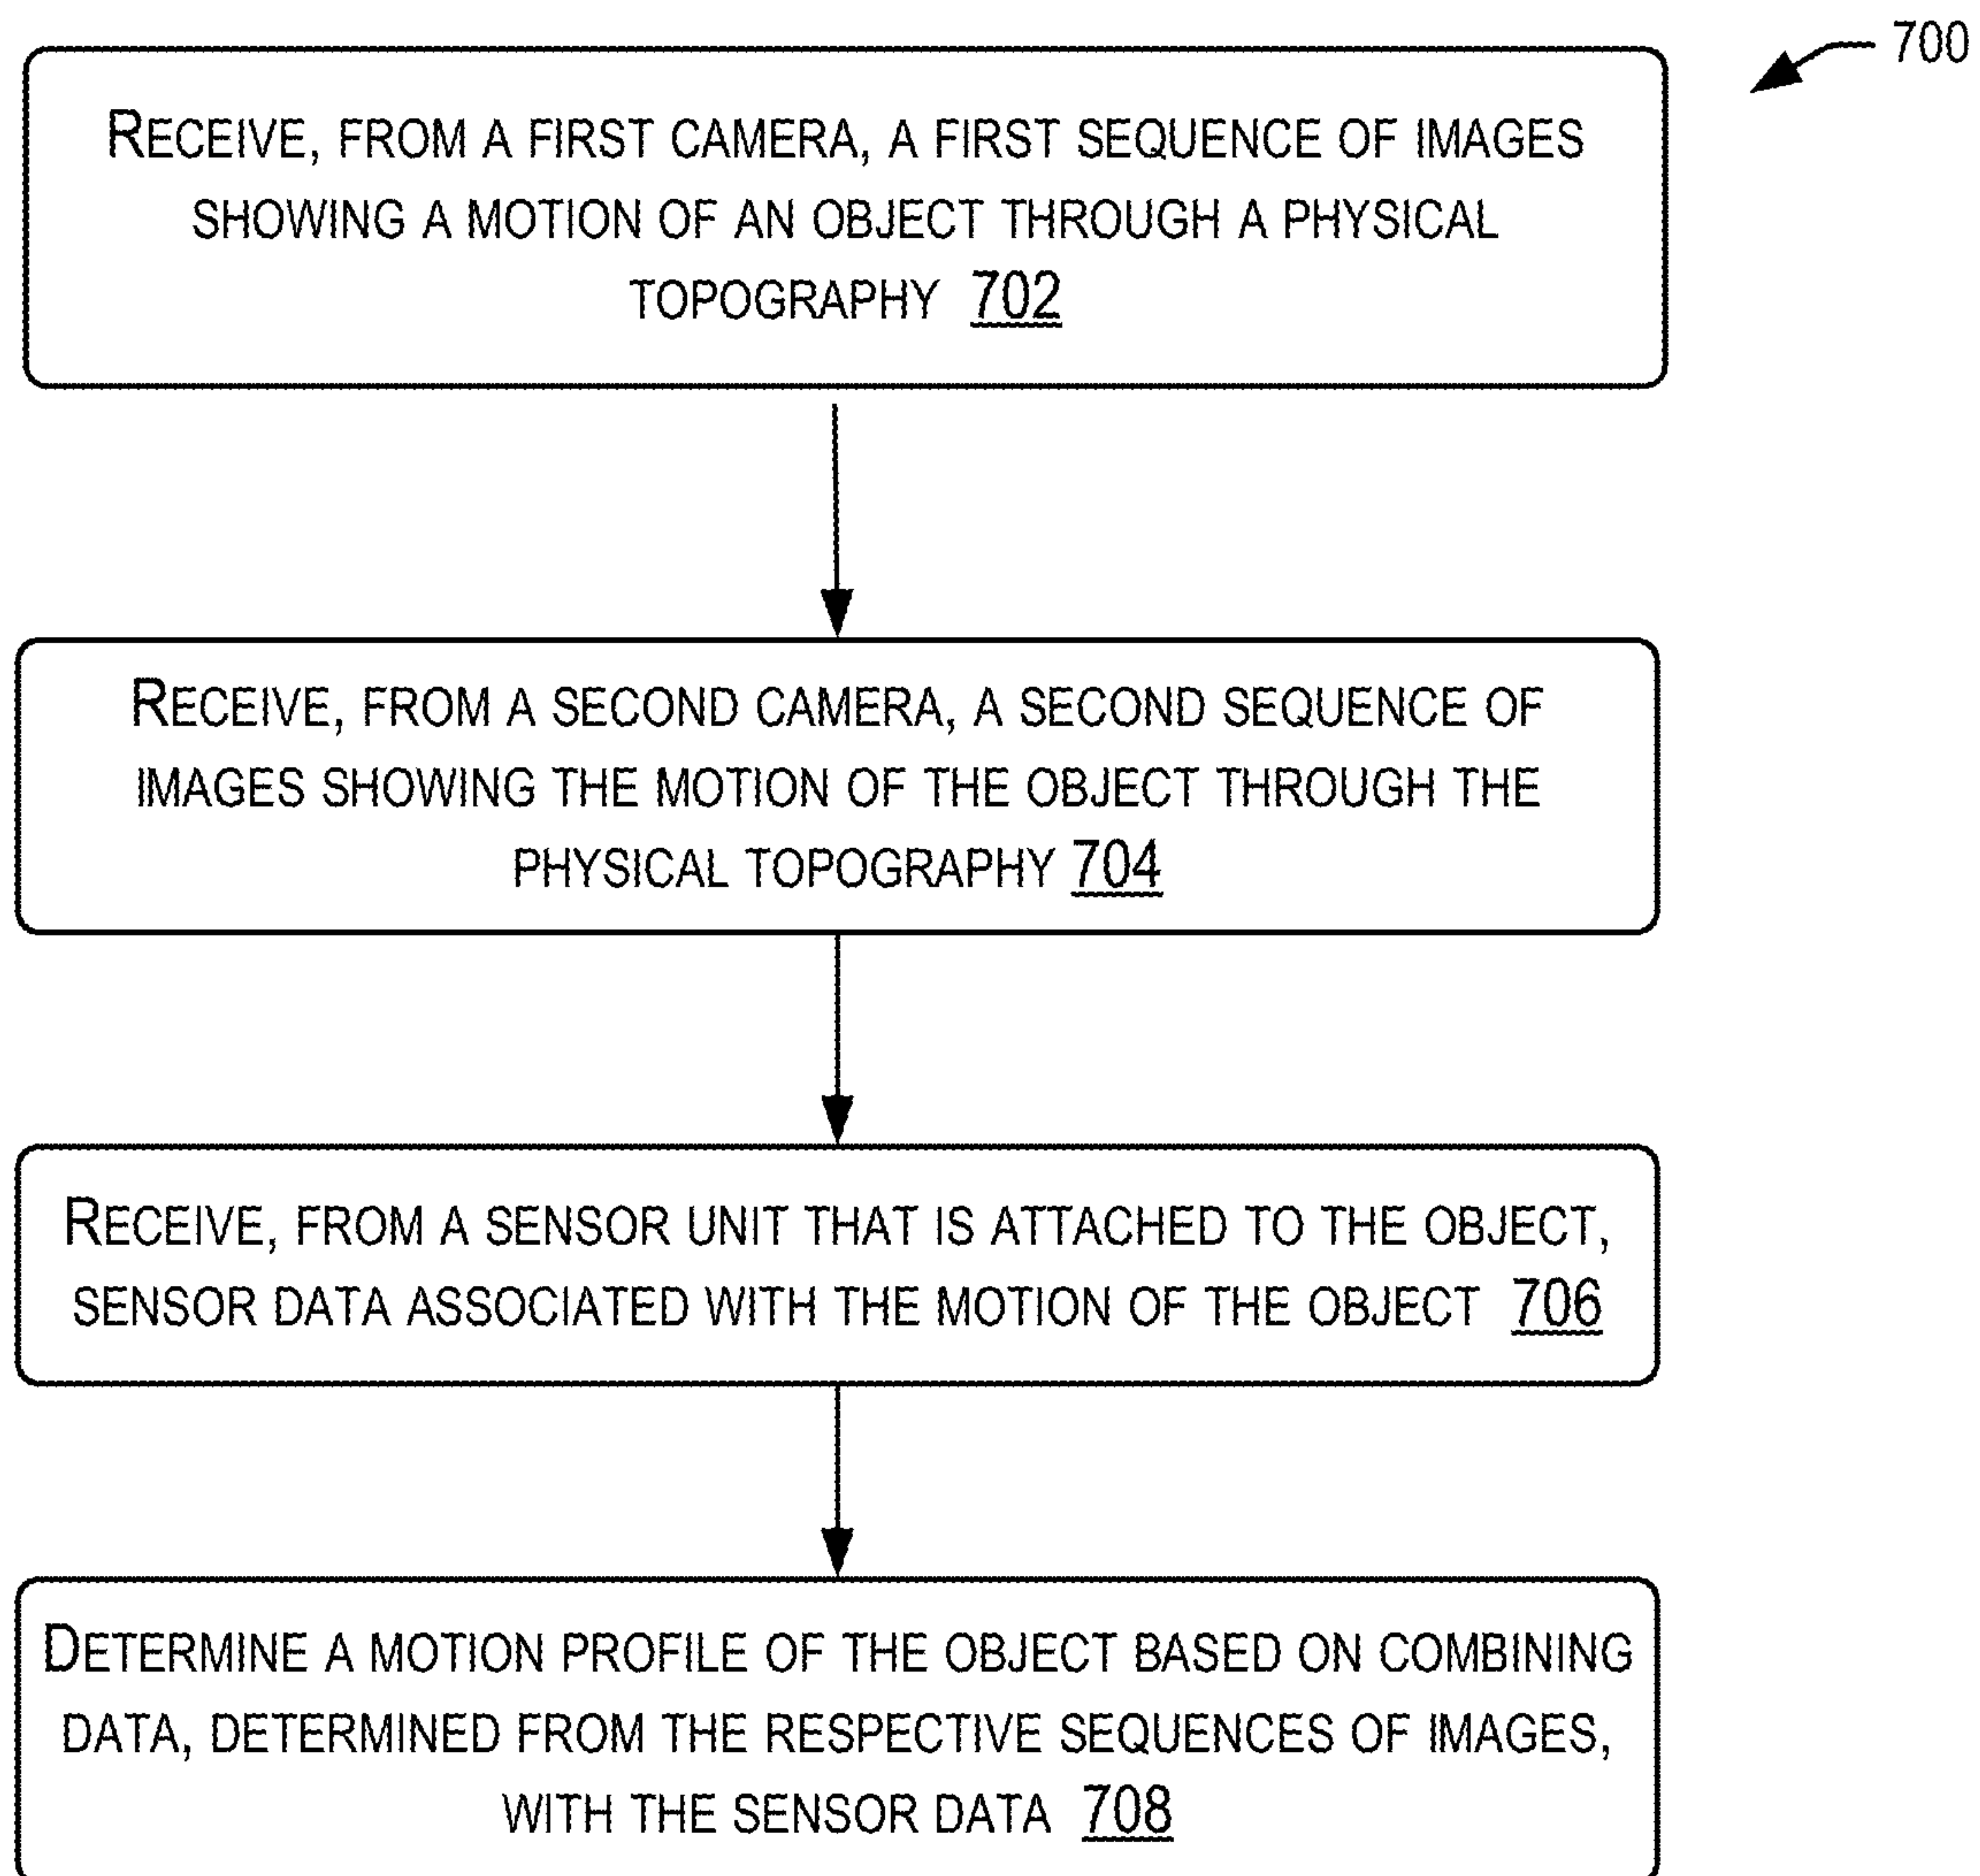 700
RECEIVE, FROM A FIRST CAMERA, A FIRST SEQUENCE OF IMAGES
SHOWING A MOTION OF AN OBJECT THROUGH A PHYSICAL
TOPOGRAPHY 702
RECEIVE, FROM A SECOND CAMERA, A SECOND SEQUENCE OF
IMAGES SHOWING THE MOTION OF THE OBJECT THROUGH THE
PHYSICAL TOPOGRAPHY 704
RECEIVE, FROM A SENSOR UNIT THAT IS ATTACHED TO THE OBJECT,
SENSOR DATA ASSOCIATED WITH THE MOTION OF THE OBJECT 706
DETERMINE A MOTION PROFILE OF THE OBJECT BASED ON COMBINING
DATA, DETERMINED FROM THE RESPECTIVE SEQUENCES OF IMAGES,
WITH THE SENSOR DATA 708